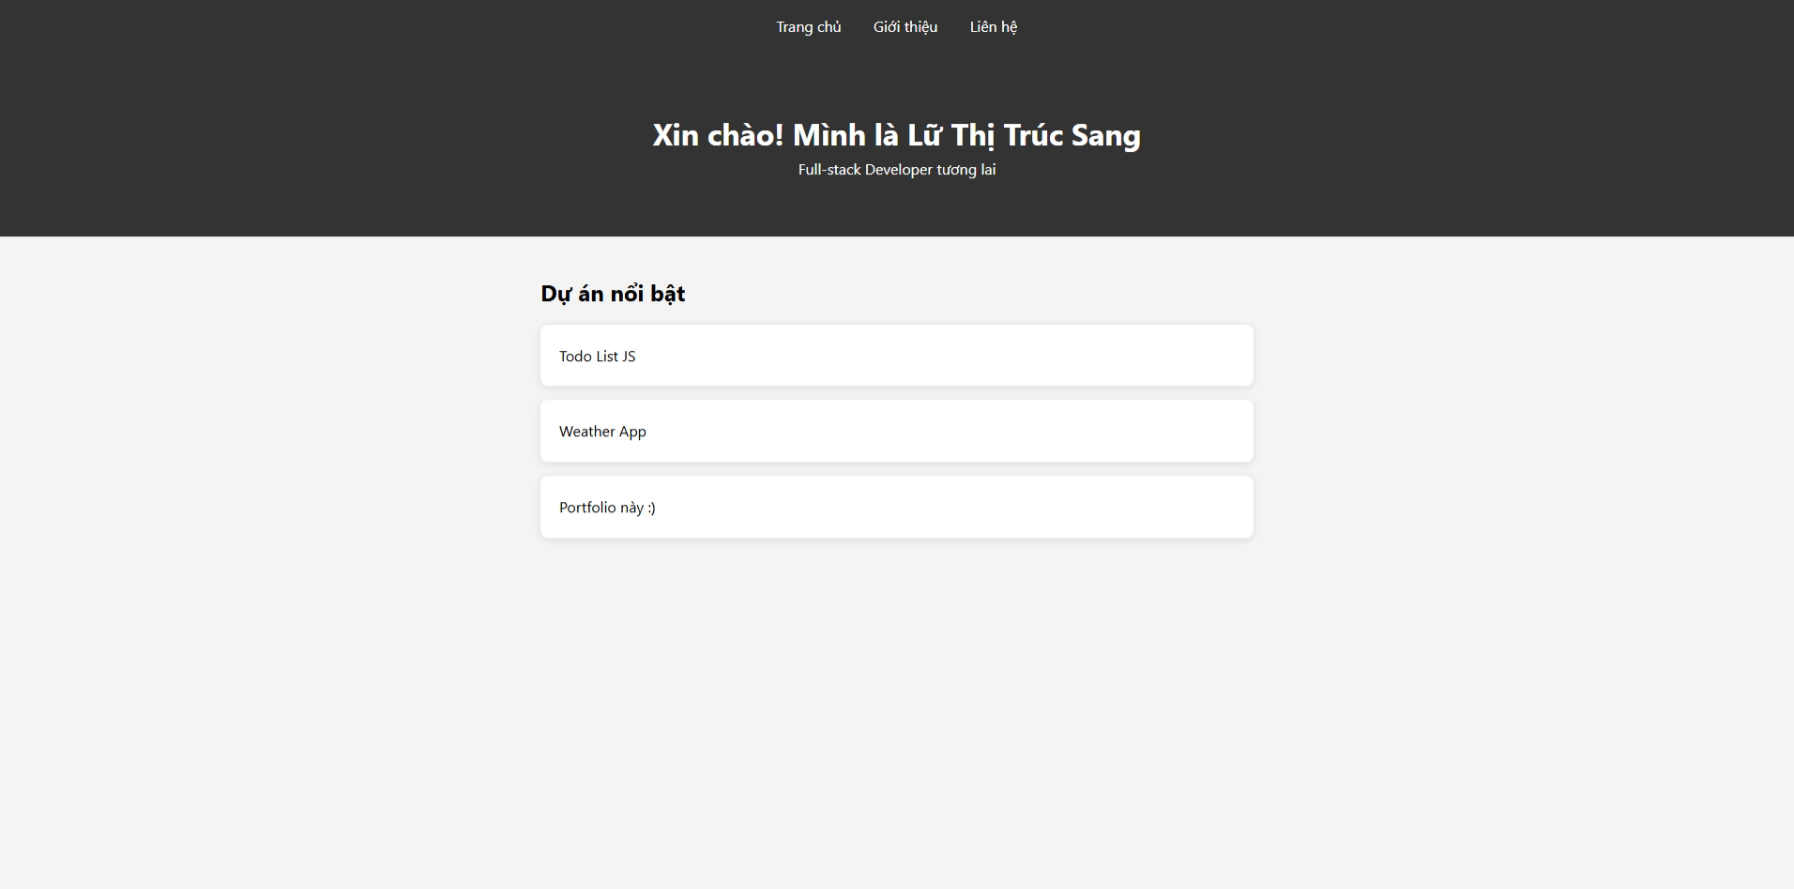 Trang chủ Giới thiệu Liên hệ
Xin chào! Mình là Lữ Thị Trúc Sang
Full-stack Developer tương lai
Dự án nổi bật
Todo List JS
Weather App
Portfolio này :)